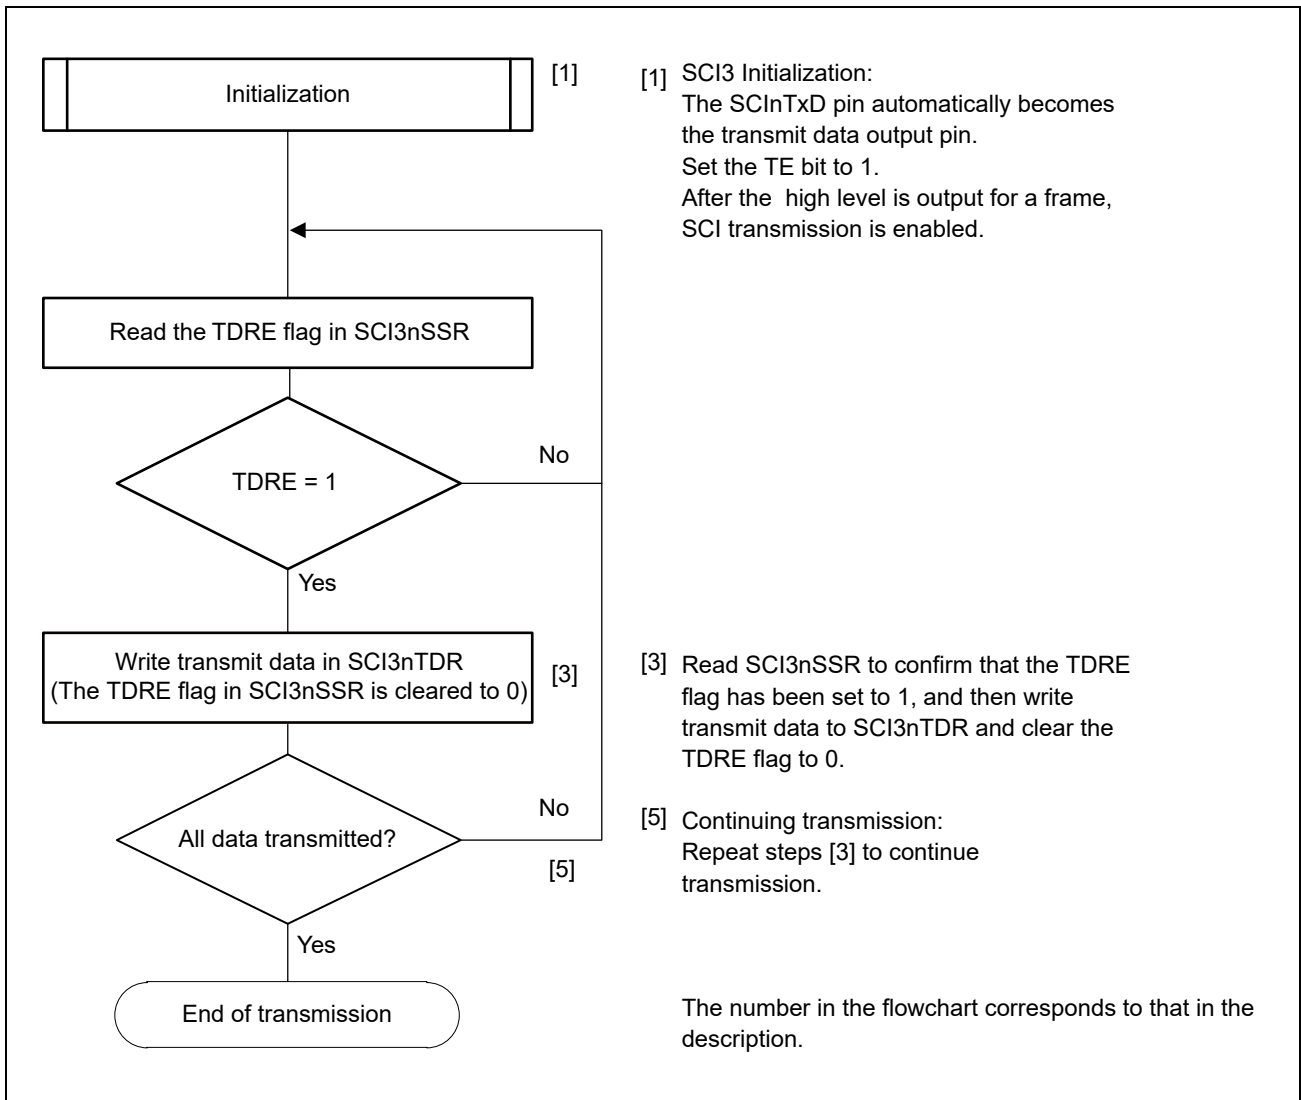 Initialization
[1]
[1] SCI3 Initialization:
The SCInTxD pin automatically becomes
the transmit data output pin.
Set the TE bit to 1.
After the  high level is output for a frame,
SCI transmission is enabled.
Read the TDRE flag in SCI3nSSR
TDRE = 1
No
Yes
Write transmit data in SCI3nTDR
(The TDRE flag in SCI3nSSR is cleared to 0)
[3]
[3] Read SCI3nSSR to confirm that the TDRE
flag has been set to 1, and then write
transmit data to SCI3nTDR and clear the
TDRE flag to 0.
All data transmitted?
No
[5]
Yes
[5] Continuing transmission:
Repeat steps [3] to continue
transmission.
End of transmission
The number in the flowchart corresponds to that in the
description.